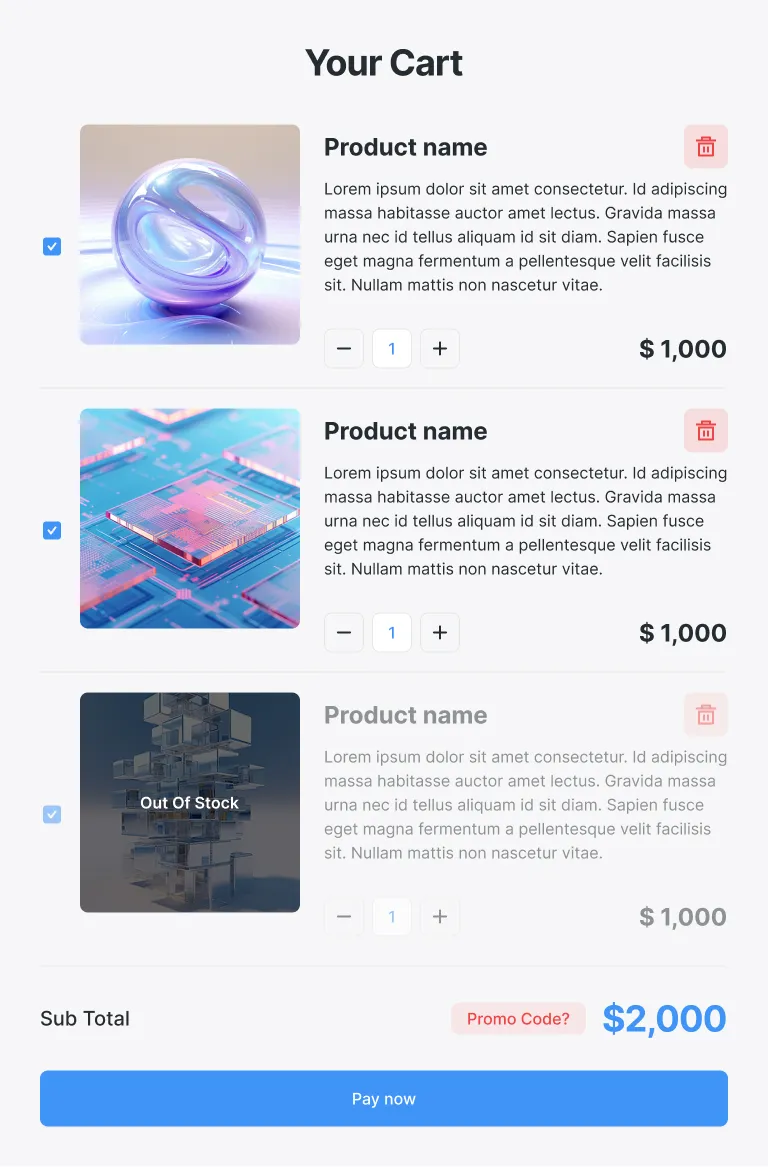 Your Cart
Product name
Lorem ipsum dolor sit amet consectetur. Id adipiscing
massa habitasse auctor amet lectus. Gravida massa
urna nec id tellus aliquam id sit diam. Sapien fusce
eget magna fermentum a pellentesque velit facilisis
sit. Nullam mattis non nascetur vitae.
− 1 + $ 1,000
Product name
Lorem ipsum dolor sit amet consectetur. Id adipiscing
massa habitasse auctor amet lectus. Gravida massa
urna nec id tellus aliquam id sit diam. Sapien fusce
eget magna fermentum a pellentesque velit facilisis
sit. Nullam mattis non nascetur vitae.
− 1 + $ 1,000
Out Of Stock
Product name
Lorem ipsum dolor sit amet consectetur. Id adipiscing
massa habitasse auctor amet lectus. Gravida massa
urna nec id tellus aliquam id sit diam. Sapien fusce
eget magna fermentum a pellentesque velit facilisis
sit. Nullam mattis non nascetur vitae.
− 1 + $ 1,000
Sub Total Promo Code? $2,000
Pay now